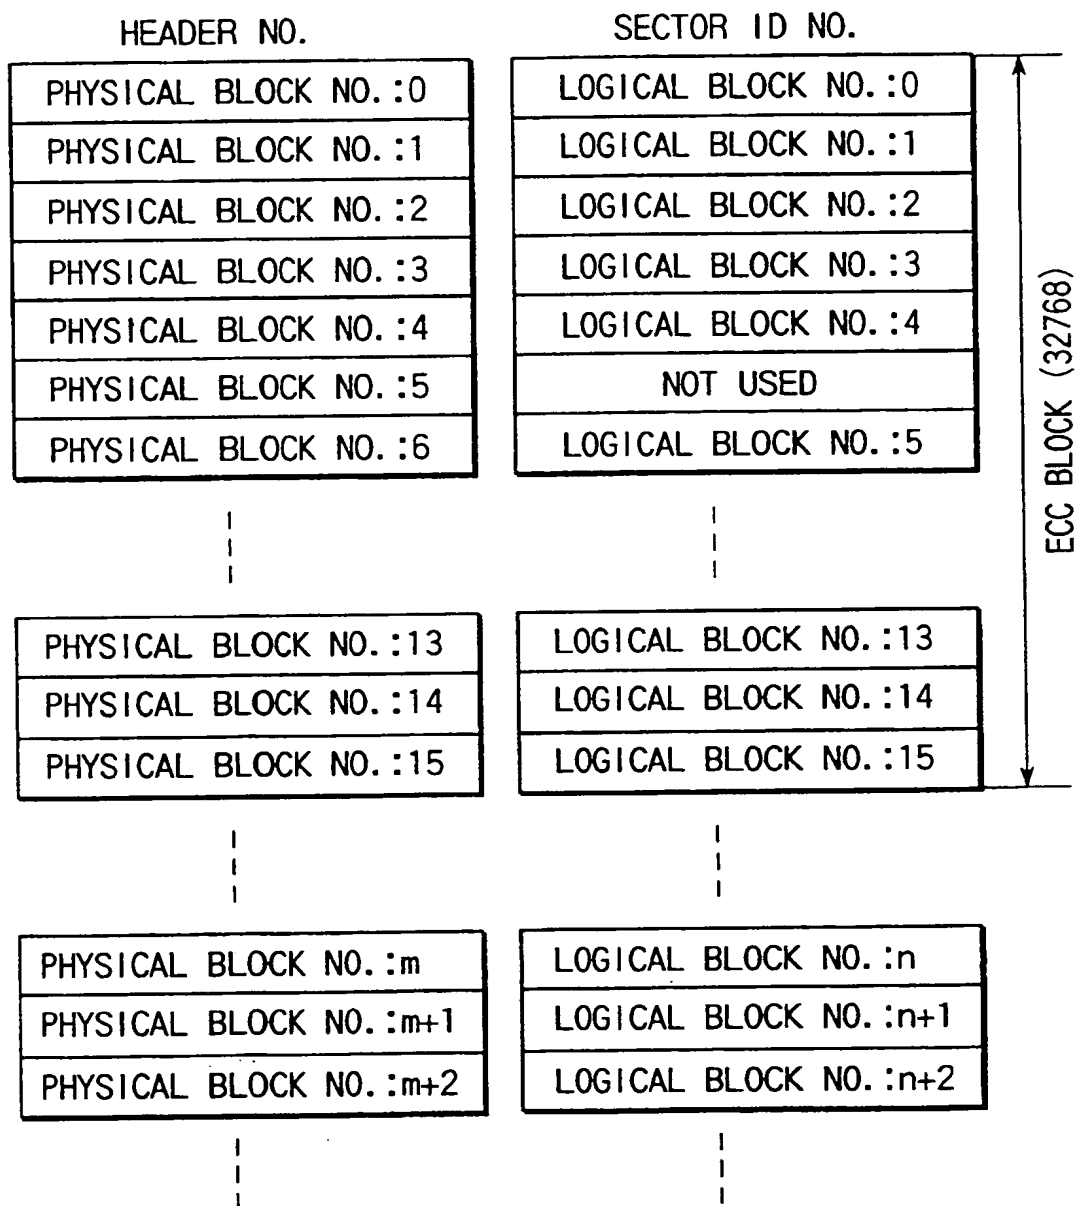 HEADER NO.
PHYSICAL BLOCK NO.:0
PHYSICAL BLOCK NO.:1
PHYSICAL BLOCK NO.:2
PHYSICAL BLOCK NO.:3
PHYSICAL BLOCK NO.:4
PHYSICAL BLOCK NO.:5
PHYSICAL BLOCK NO.:6
PHYSICAL BLOCK NO.:13
PHYSICAL BLOCK NO.:14
PHYSICAL BLOCK NO.:15
PHYSICAL BLOCK NO.:m
PHYSICAL BLOCK NO.:m+1
PHYSICAL BLOCK NO.:m+2
SECTOR ID NO.
LOGICAL BLOCK NO.:0
LOGICAL BLOCK NO.:1
LOGICAL BLOCK NO.:2
LOGICAL BLOCK NO.:3
LOGICAL BLOCK NO.:4
NOT USED
LOGICAL BLOCK NO.:5
LOGICAL BLOCK NO.:13
LOGICAL BLOCK NO.:14
LOGICAL BLOCK NO.:15
LOGICAL BLOCK NO.:n
LOGICAL BLOCK NO.:n+1
LOGICAL BLOCK NO.:n+2
ECC BLOCK (32768)